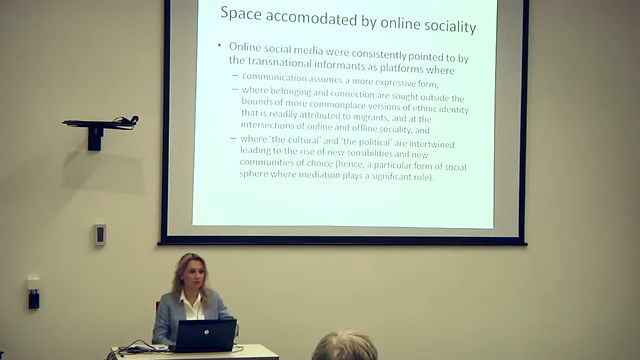 Space accomodated by online sociality
• Online social media were consistently pointed to by
the transnational informants as platforms where
– communication assumes a more expressive form,
– where belonging and connection are sought outside the
bounds of more commonplace versions of ethnic identity
that is readily attributed to migrants, and at the
intersections of online and offline sociality, and
– where 'the cultural' and 'the political' are intertwined
leading to the rise of new sensibilities and new
communities of choice (hence, a particular form of social
sphere where mediation plays a significant role).